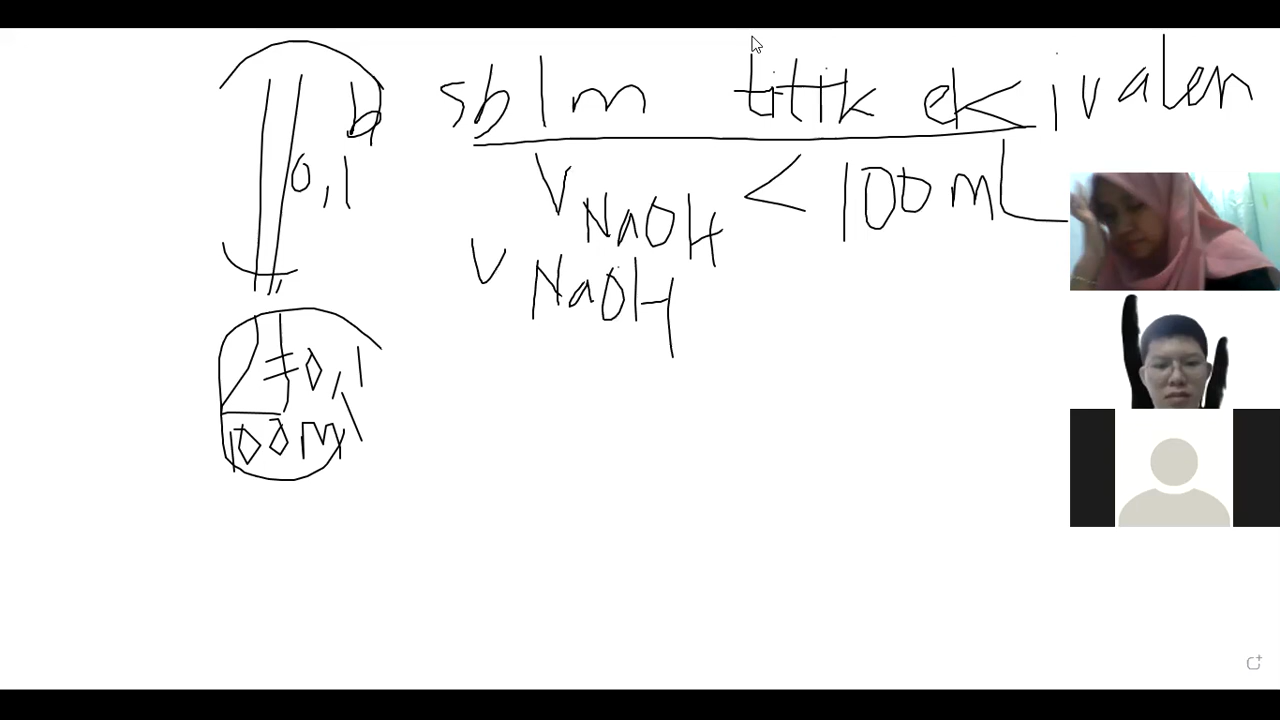 sblm titik ekivalen
V NaOH < 100 mL
V NaOH
b
0,1
=0,1
100 ml